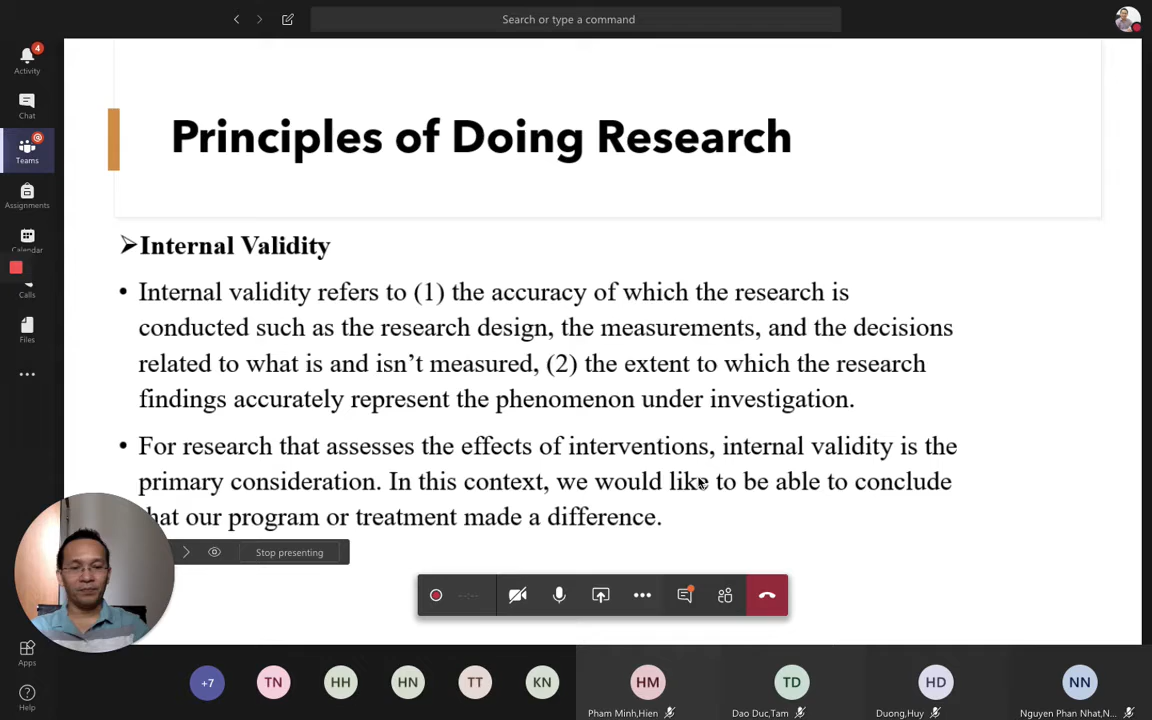 Search or type a command
4
Activity
Chat
Teams
Assignments
Calendar
Calls
Files
Principles of Doing Research
Internal Validity
• Internal validity refers to (1) the accuracy of which the research is
conducted such as the research design, the measurements, and the decisions
related to what is and isn't measured, (2) the extent to which the research
findings accurately represent the phenomenon under investigation.
• For research that assesses the effects of interventions, internal validity is the
primary consideration. In this context, we would like to be able to conclude
that our program or treatment made a difference.
Stop presenting
--:--
Apps
Help
+7
TN
HH
HN
TT
KN
HM
TD
HD
NN
Pham Minh,Hien
Dao Duc,Tam
Duong,Huy
Nguyen Phan Nhat,N...